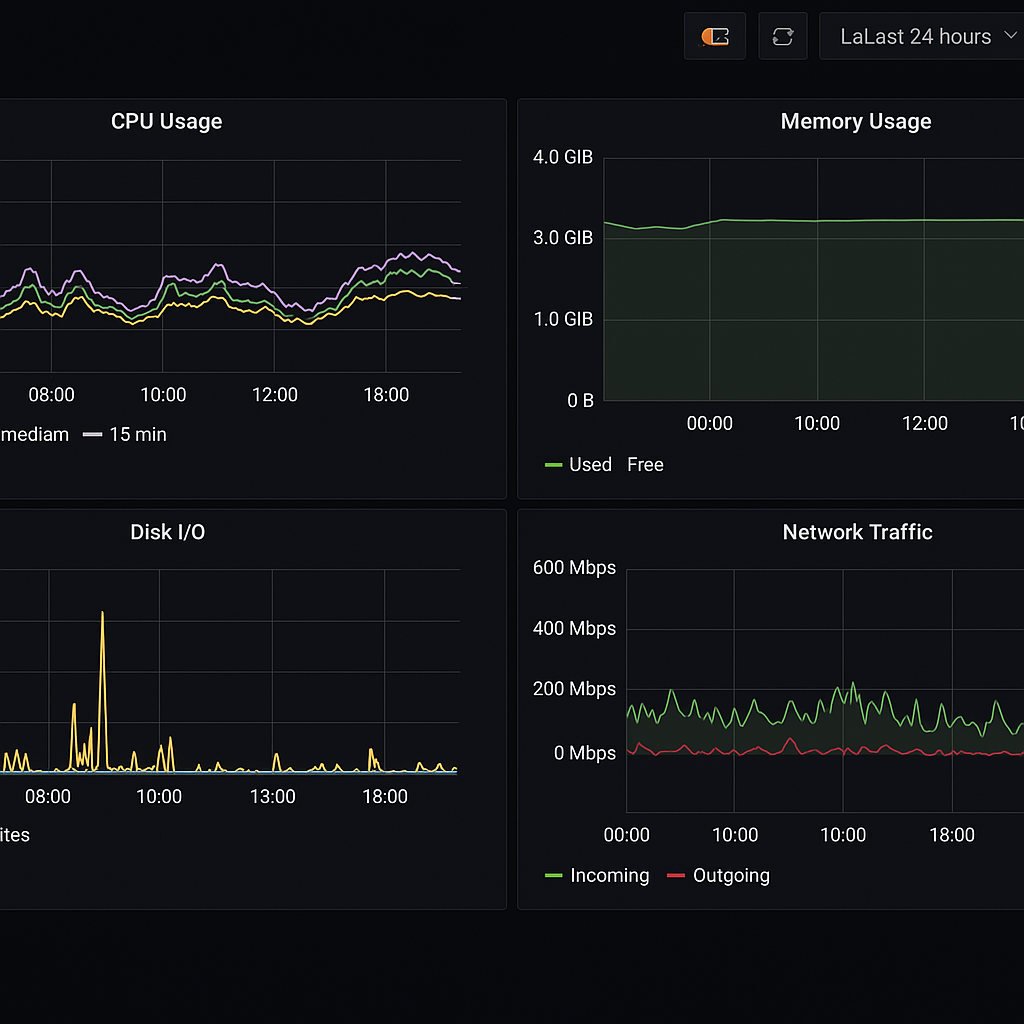 LaLast 24 hours
CPU Usage
08:00 10:00 12:00 18:00
mediam 15 min
Memory Usage
4.0 GIB
3.0 GIB
1.0 GIB
0 B
00:00 10:00 12:00 10
Used Free
Disk I/O
08:00 10:00 13:00 18:00
ites
Network Traffic
600 Mbps
400 Mbps
200 Mbps
0 Mbps
00:00 10:00 10:00 18:00
Incoming Outgoing